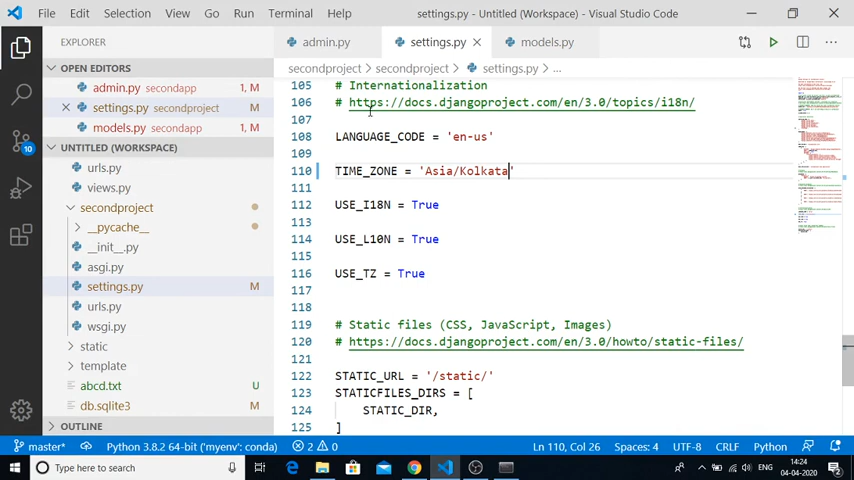 File Edit Selection View Go Run Terminal Help settings.py - Untitled (Workspace) - Visual Studio Code
EXPLORER
OPEN EDITORS
admin.py secondapp 1, M
settings.py secondproject M
models.py secondapp 1, M
UNTITLED (WORKSPACE)
urls.py
views.py
secondproject
__pycache__
__init__.py
asgi.py
settings.py M
urls.py
wsgi.py
static
template
abcd.txt U
db.sqlite3 M
OUTLINE
10
admin.py settings.py models.py
secondproject > secondproject > settings.py > ...
105 # Internationalization
106 # https://docs.djangoproject.com/en/3.0/topics/i18n/
107
108 LANGUAGE_CODE = 'en-us'
109
110 TIME_ZONE = 'Asia/Kolkata'
111
112 USE_I18N = True
113
114 USE_L10N = True
115
116 USE_TZ = True
117
118
119 # Static files (CSS, JavaScript, Images)
120 # https://docs.djangoproject.com/en/3.0/howto/static-files/
121
122 STATIC_URL = '/static/'
123 STATICFILES_DIRS = [
124 STATIC_DIR,
125 ]
master* Python 3.8.2 64-bit ('myenv': conda) 2 0 Ln 110, Col 26 Spaces: 4 UTF-8 CRLF Python
Type here to search ENG 14:24
04-04-2020